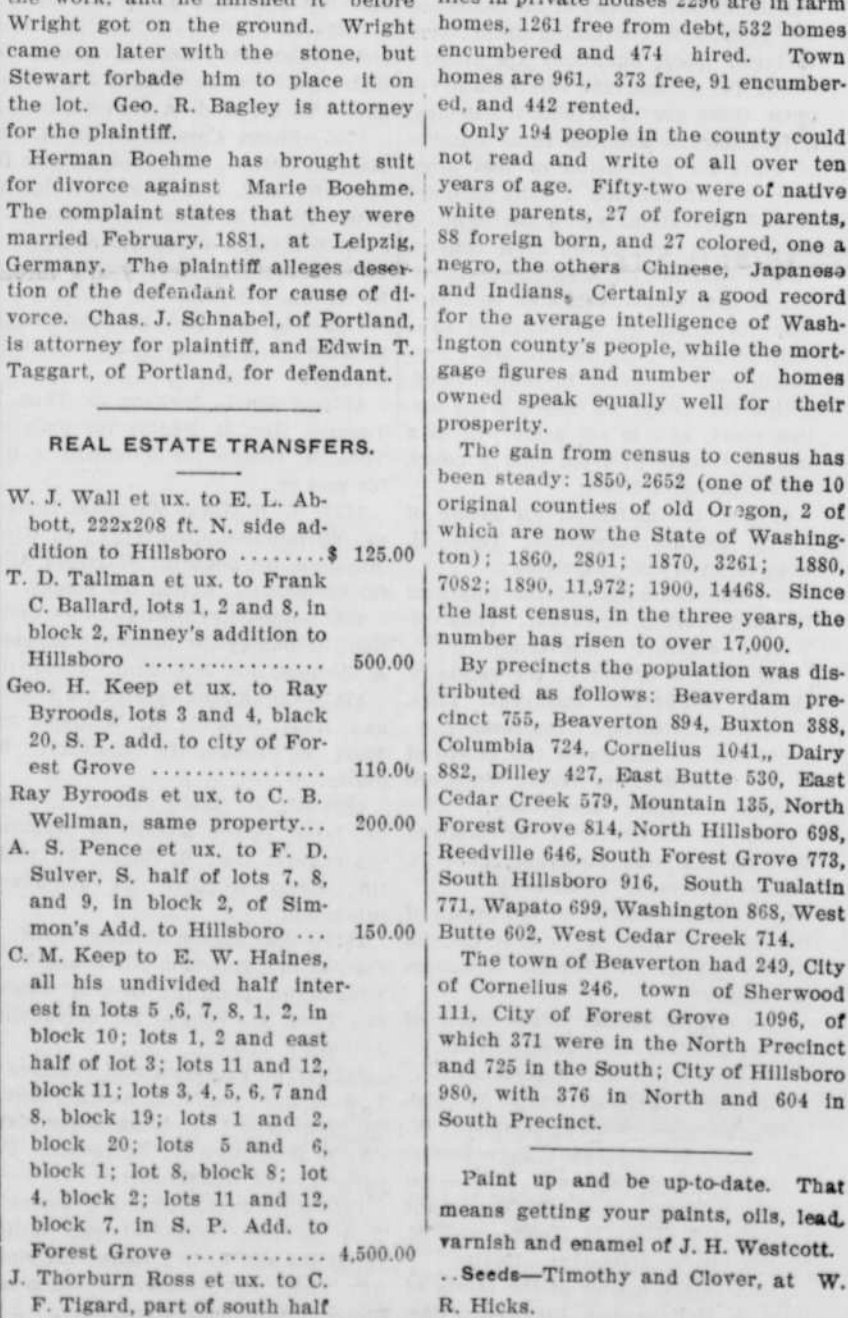 the work, and he finished it before
Wright got on the ground. Wright
came on later with the stone, but
Stewart forbade him to place it on
the lot. Geo. R. Bagley is attorney
for the plaintiff.
Herman Boehme has brought suit
for divorce against Marie Boehme.
The complaint states that they were
married February, 1881, at Leipzig,
Germany. The plaintiff alleges deser-
tion of the defendant for cause of di-
vorce. Chas. J. Schnabel, of Portland,
is attorney for plaintiff, and Edwin T.
Taggart, of Portland, for defendant.
REAL ESTATE TRANSFERS.
W. J. Wall et ux. to E. L. Ab-
bott, 222x208 ft. N. side ad-
dition to Hillsboro ........$ 125.00
T. D. Tallman et ux. to Frank
C. Ballard, lots 1, 2 and 8, in
block 2, Finney's addition to
Hillsboro ................ 500.00
Geo. H. Keep et ux. to Ray
Byroods, lots 3 and 4, black
20, S. P. add. to city of For-
est Grove ............... 110.00
Ray Byroods et ux. to C. B.
Wellman, same property... 200.00
A. S. Pence et ux. to F. D.
Sulver, S. half of lots 7, 8,
and 9, in block 2, of Sim-
mon's Add. to Hillsboro ... 150.00
C. M. Keep to E. W. Haines,
all his undivided half inter-
est in lots 5 ,6, 7, 8, 1, 2, in
block 10; lots 1, 2 and east
half of lot 3; lots 11 and 12,
block 11; lots 3, 4, 5, 6, 7 and
8, block 19; lots 1 and 2,
block 20; lots 5 and 6,
block 1; lot 8, block 8; lot
4, block 2; lots 11 and 12,
block 7, in S. P. Add. to
Forest Grove ............. 4,500.00
J. Thorburn Ross et ux. to C.
F. Tigard, part of south half
lies in private houses 2296 are in farm
homes, 1261 free from debt, 532 homes
encumbered and 474 hired. Town
homes are 961, 373 free, 91 encumber-
ed, and 442 rented.
Only 194 people in the county could
not read and write of all over ten
years of age. Fifty-two were of native
white parents, 27 of foreign parents,
88 foreign born, and 27 colored, one a
negro, the others Chinese, Japanese
and Indians. Certainly a good record
for the average intelligence of Wash-
ington county's people, while the mort-
gage figures and number of homes
owned speak equally well for their
prosperity.
The gain from census to census has
been steady: 1850, 2652 (one of the 10
original counties of old Oregon, 2 of
which are now the State of Washing-
ton); 1860, 2801; 1870, 3261; 1880,
7082; 1890, 11,972; 1900, 14468. Since
the last census, in the three years, the
number has risen to over 17,000.
By precincts the population was dis-
tributed as follows: Beaverdam pre-
cinct 755, Beaverton 894, Buxton 388,
Columbia 724, Cornelius 1041,, Dairy
882, Dilley 427, East Butte 530, East
Cedar Creek 579, Mountain 135, North
Forest Grove 814, North Hillsboro 698,
Reedville 646, South Forest Grove 773,
South Hillsboro 916, South Tualatin
771, Wapato 699, Washington 868, West
Butte 602, West Cedar Creek 714.
The town of Beaverton had 249, City
of Cornelius 246, town of Sherwood
111, City of Forest Grove 1096, of
which 371 were in the North Precinct
and 725 in the South; City of Hillsboro
980, with 376 in North and 604 in
South Precinct.
Paint up and be up-to-date. That
means getting your paints, oils, lead,
varnish and enamel of J. H. Westcott.
..Seeds—Timothy and Clover, at W.
R. Hicks.